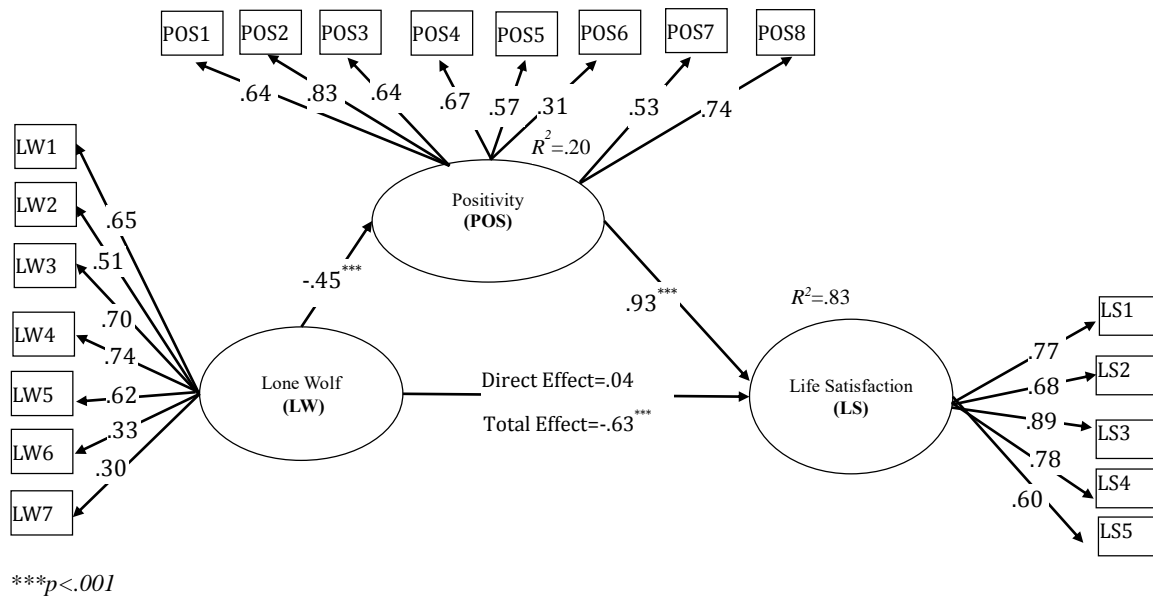 POS1 POS2 POS3 POS4 POS5 POS6 POS7 POS8
.64 .83 .64 .67 .57 .31 .53 .74
R²=.20
Positivity
(POS)
LW1
LW2
LW3
LW4
LW5
LW6
LW7
.65
.51
.70
.74
.62
.33
.30
-.45***
.93***
Lone Wolf
(LW)
Direct Effect=.04
Total Effect=-.63***
R²=.83
Life Satisfaction
(LS)
.77
.68
.89
.78
.60
LS1
LS2
LS3
LS4
LS5
***p<.001